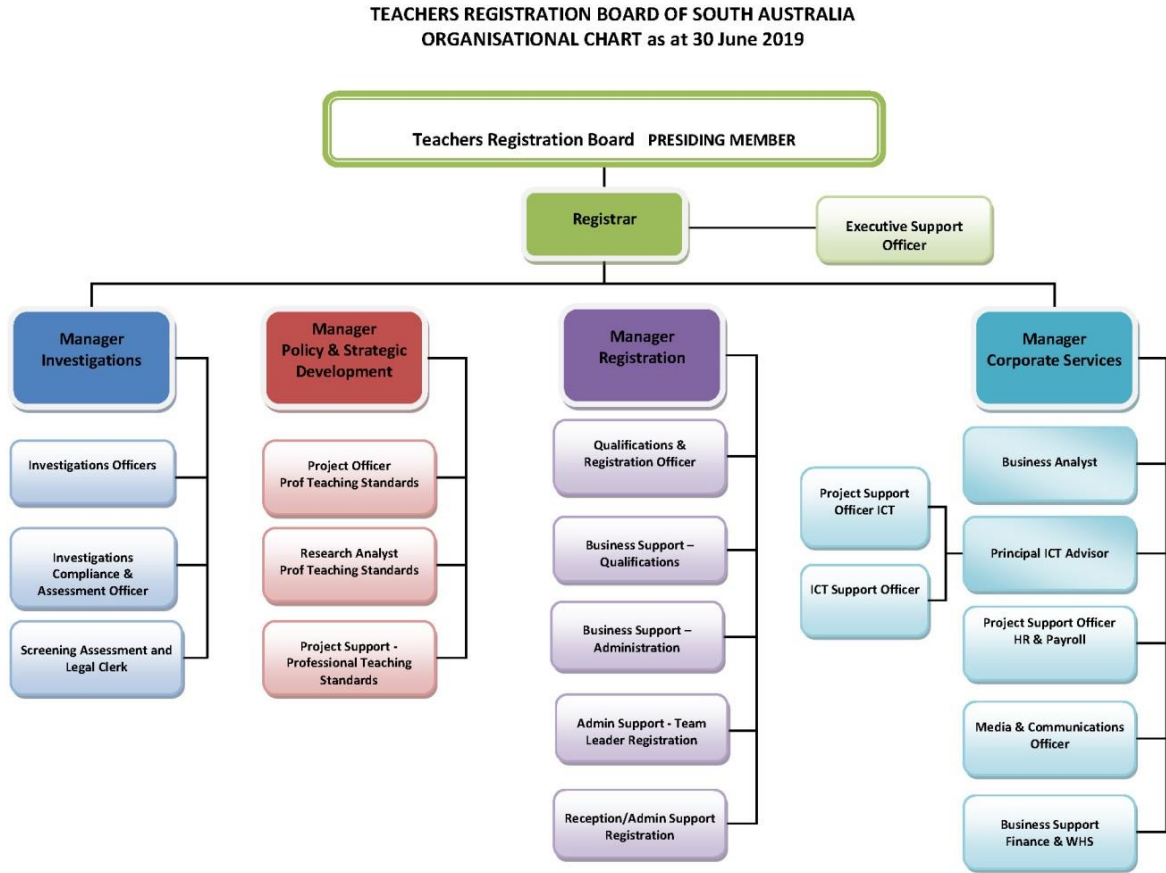 TEACHERS REGISTRATION BOARD OF SOUTH AUSTRALIA
ORGANISATIONAL CHART as at 30 June 2019
Teachers Registration Board PRESIDING MEMBER
Registrar
Executive Support
Officer
Manager
Investigations
Investigations Officers
Investigations
Compliance &
Assessment Officer
Screening Assessment and
Legal Clerk
Manager
Policy & Strategic
Development
Project Officer
Prof Teaching Standards
Research Analyst
Prof Teaching Standards
Project Support -
Professional Teaching
Standards
Manager
Registration
Qualifications &
Registration Officer
Business Support –
Qualifications
Business Support –
Administration
Admin Support - Team
Leader Registration
Reception/Admin Support
Registration
Manager
Corporate Services
Business Analyst
Principal ICT Advisor
Project Support
Officer ICT
ICT Support Officer
Project Support Officer
HR & Payroll
Media & Communications
Officer
Business Support
Finance & WHS